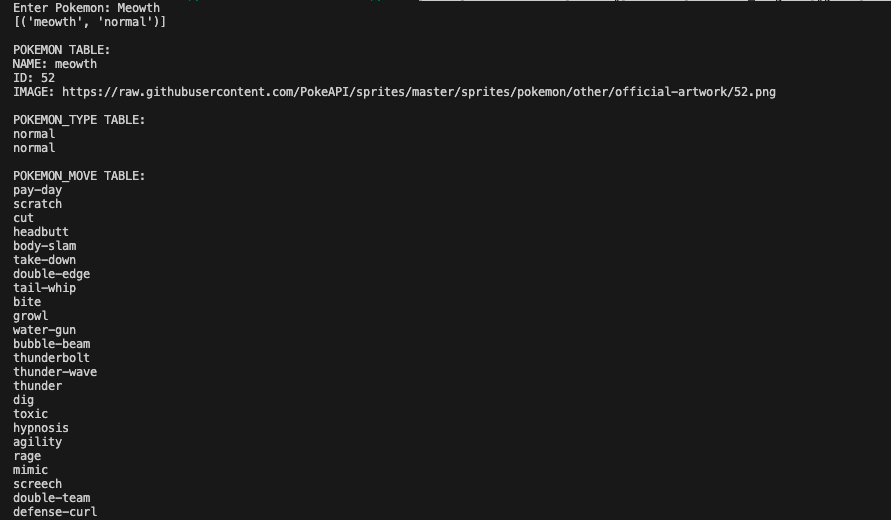 Enter Pokemon: Meowth
[('meowth', 'normal')]
POKEMON TABLE:
NAME: meowth
ID: 52
IMAGE: https://raw.githubusercontent.com/PokeAPI/sprites/master/sprites/pokemon/other/official-artwork/52.png
POKEMON_TYPE TABLE:
normal
normal
POKEMON_MOVE TABLE:
pay-day
scratch
cut
headbutt
body-slam
take-down
double-edge
tail-whip
bite
growl
water-gun
bubble-beam
thunderbolt
thunder-wave
thunder
dig
toxic
hypnosis
agility
rage
mimic
screech
double-team
defense-curl